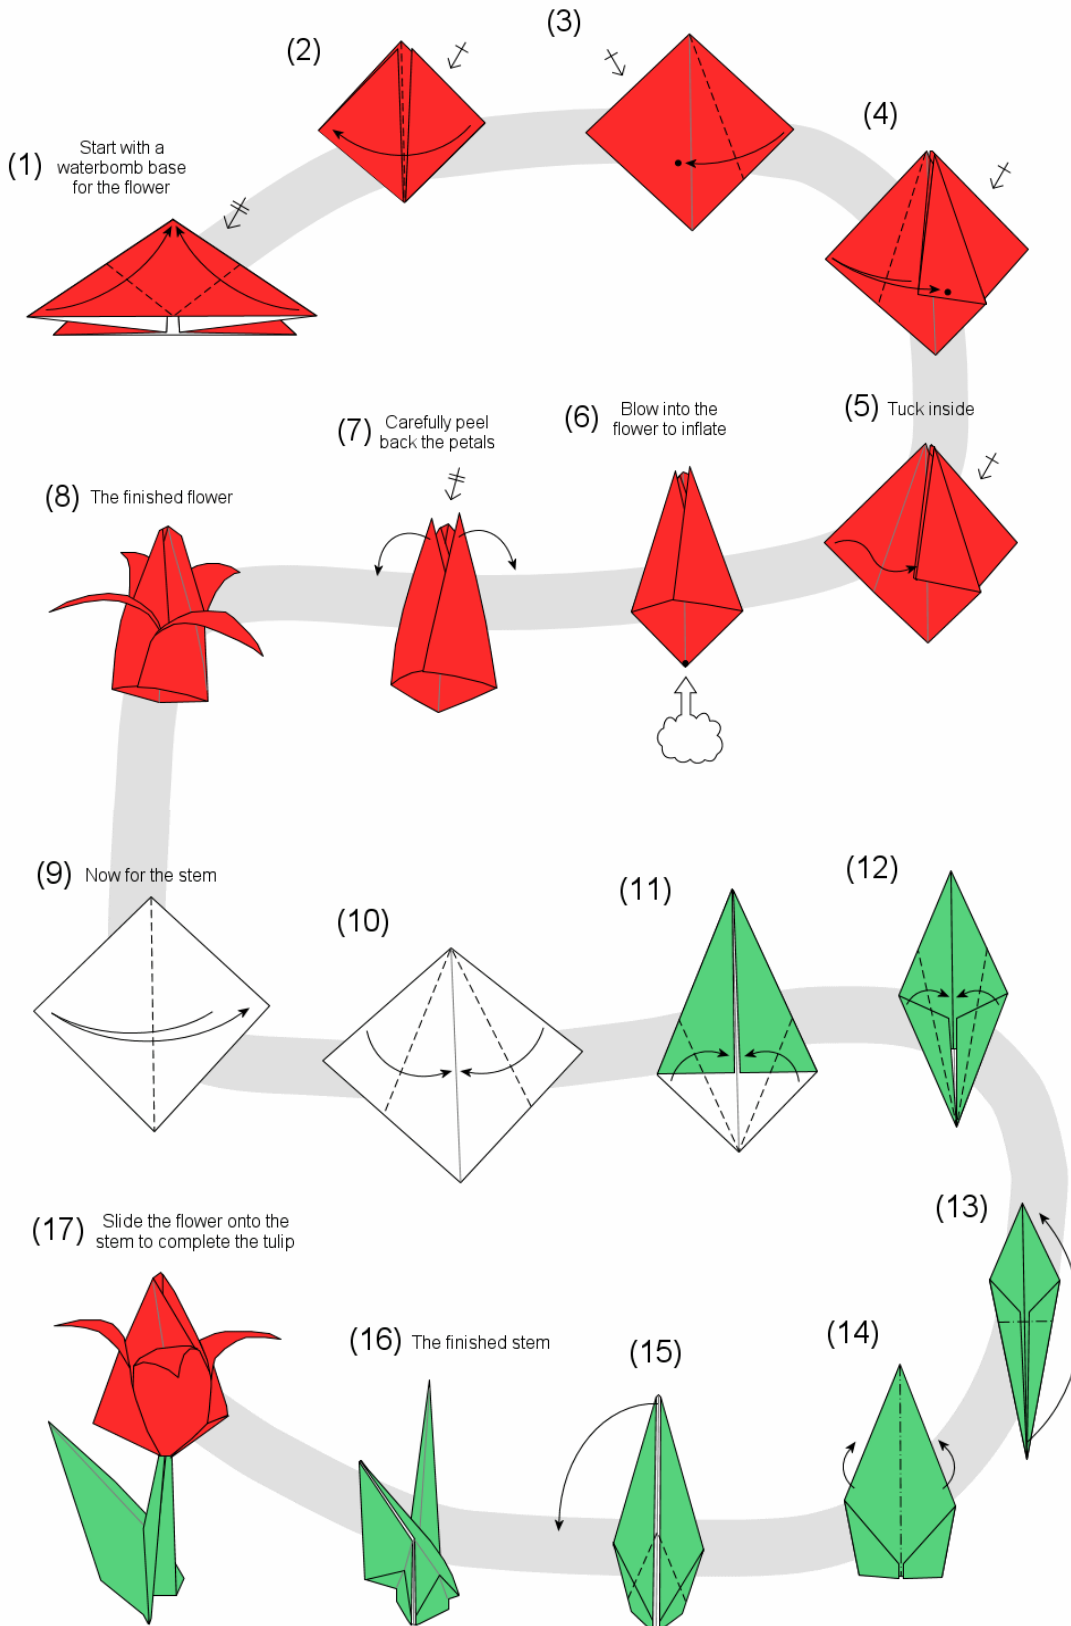 (1) Start with a
waterbomb base
for the flower
(2)
(3)
(4)
(5) Tuck inside
(6) Blow into the
flower to inflate
(7) Carefully peel
back the petals
(8) The finished flower
(9) Now for the stem
(10)
(11)
(12)
(13)
(14)
(15)
(16) The finished stem
(17) Slide the flower onto the
stem to complete the tulip